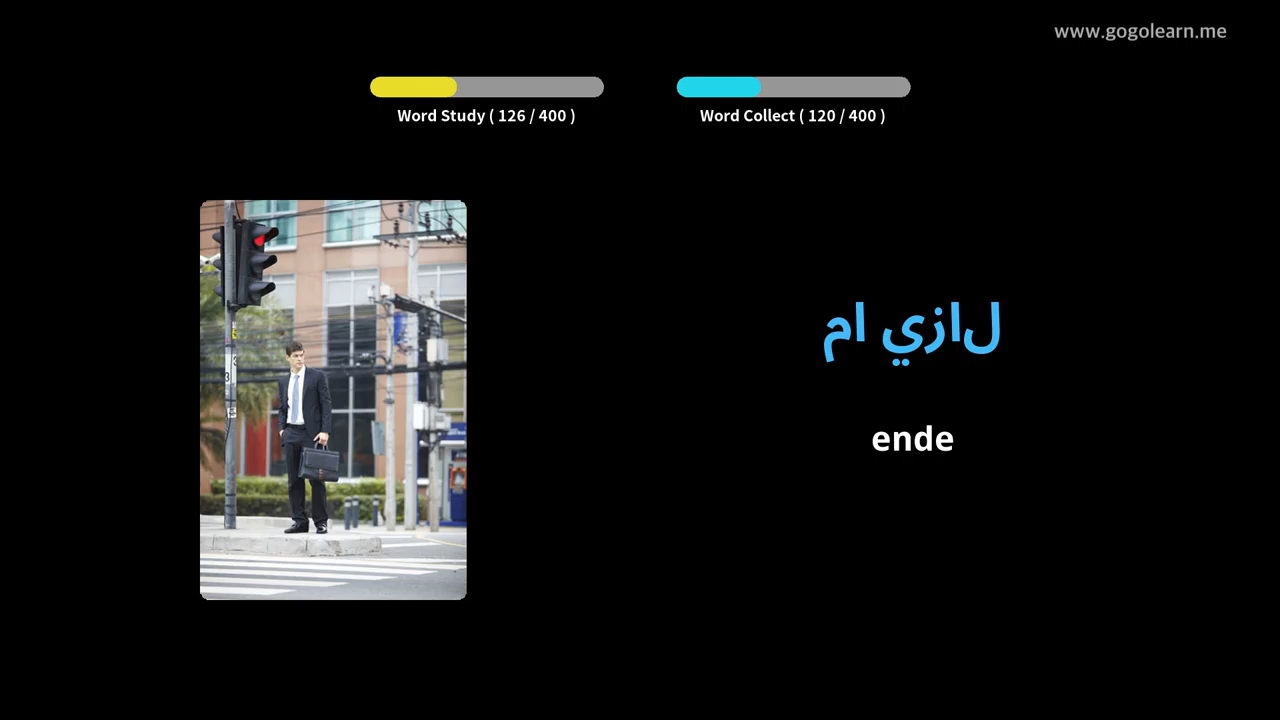 www.gogolearn.me
Word Study ( 126 / 400 )
Word Collect ( 120 / 400 )
لازي ام
ende